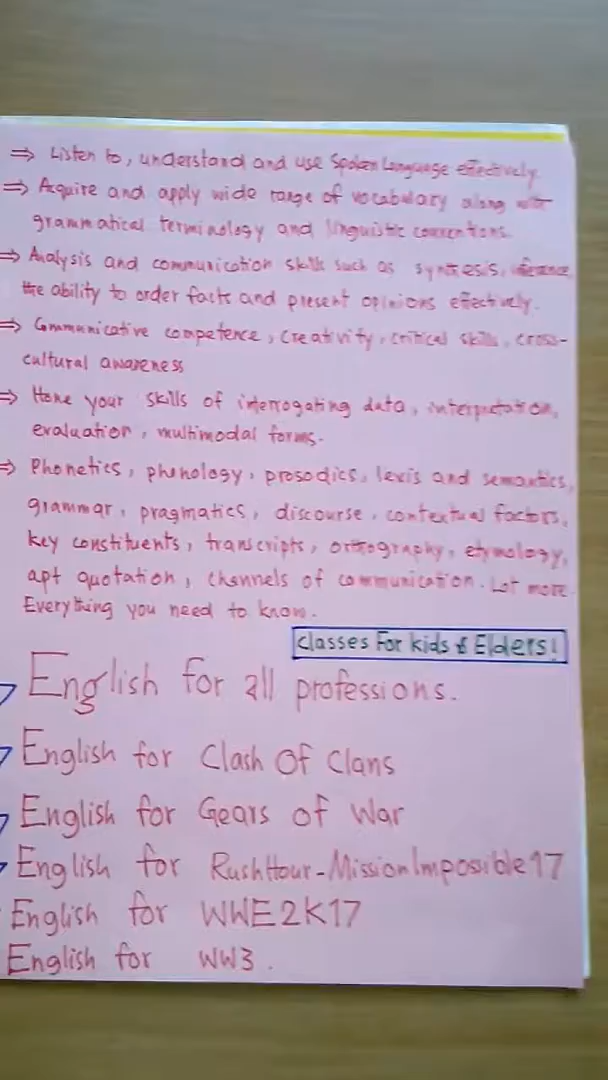 ⇒ Listen to, understand and use Spoken Language effectively
⇒ Acquire and apply wide range of vocabulary along with
grammatical terminology and linguistic conventions.
⇒ Analysis and communication skills such as synthesis, inference,
the ability to order facts and present opinions effectively.
⇒ Communicative competence, creativity, critical skills, cross-
cultural awareness
⇒ Hone your skills of interrogating data, interpretation,
evaluation, multimodal forms.
⇒ Phonetics, phonology, prosodics, lexis and semantics,
grammar, pragmatics, discourse, contextual factors,
key constituents, transcripts, orthography, etymology,
apt quotation, channels of communication. Lot more.
Everything you need to know.
Classes For kids & Elders!
English for all professions.
English for Clash Of Clans
English for Gears of War
English for RushHour-MissionImpossible17
English for WWE2K17
English for WW3.